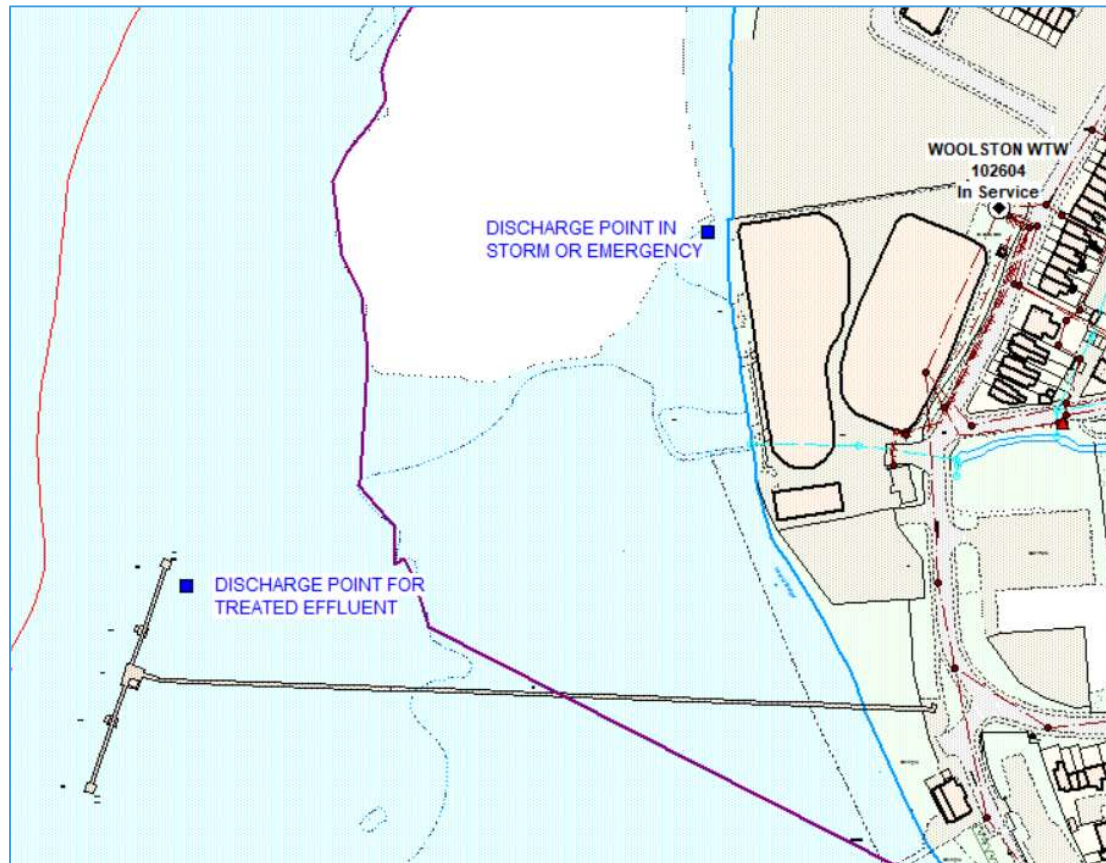 WOOLSTON WTW
102604
In Service
DISCHARGE POINT IN
STORM OR EMERGENCY
DISCHARGE POINT FOR
TREATED EFFLUENT